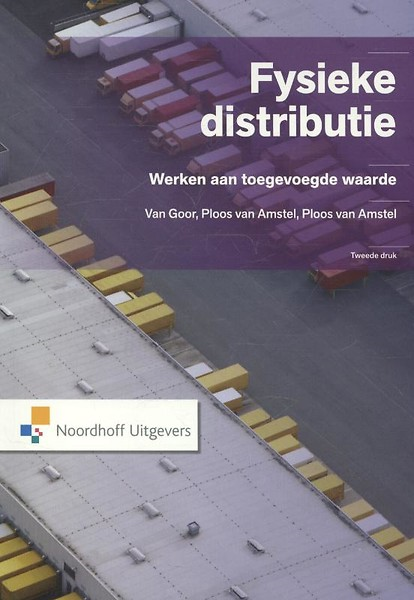 Fysieke
distributie
Werken aan toegevoegde waarde
Van Goor, Ploos van Amstel, Ploos van Amstel
Tweede druk
Noordhoff Uitgevers